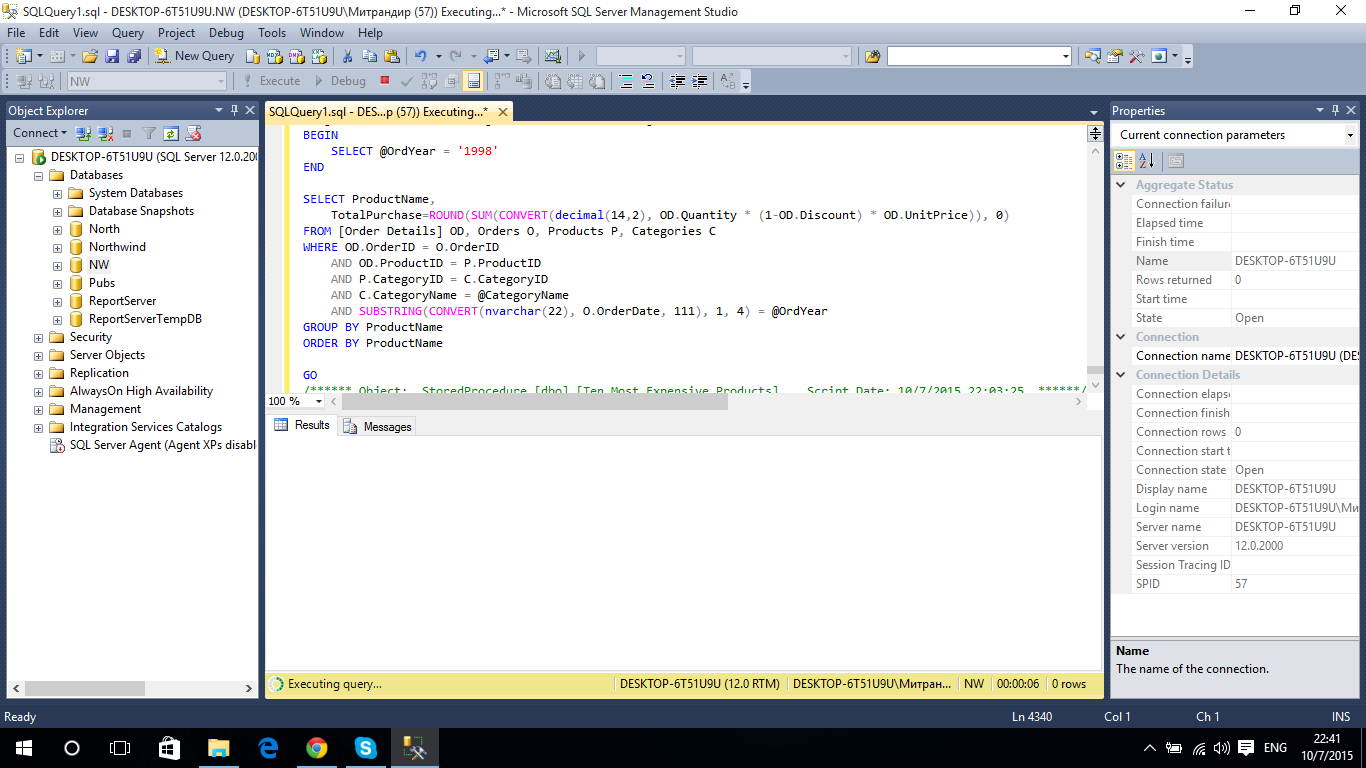 SQLQuery1.sql - DESKTOP-6T51U9U.NW (DESKTOP-6T51U9U\Митрандир (57)) Executing...* - Microsoft SQL Server Management Studio
File Edit View Query Project Debug Tools Window Help
New Query
NW Execute Debug
Object Explorer
Connect
DESKTOP-6T51U9U (SQL Server 12.0.200
Databases
System Databases
Database Snapshots
North
Northwind
NW
Pubs
ReportServer
ReportServerTempDB
Security
Server Objects
Replication
AlwaysOn High Availability
Management
Integration Services Catalogs
SQL Server Agent (Agent XPs disabl
SQLQuery1.sql - DES...p (57)) Executing...*
BEGIN
SELECT @OrdYear = '1998'
END
SELECT ProductName,
TotalPurchase=ROUND(SUM(CONVERT(decimal(14,2), OD.Quantity * (1-OD.Discount) * OD.UnitPrice)), 0)
FROM [Order Details] OD, Orders O, Products P, Categories C
WHERE OD.OrderID = O.OrderID
AND OD.ProductID = P.ProductID
AND P.CategoryID = C.CategoryID
AND C.CategoryName = @CategoryName
AND SUBSTRING(CONVERT(nvarchar(22), O.OrderDate, 111), 1, 4) = @OrdYear
GROUP BY ProductName
ORDER BY ProductName
GO
/****** Object: StoredProcedure [dbo].[Ten Most Expensive Products] Script Date: 10/7/2015 22:03:25 ******/
100 %
Results Messages
Executing query... DESKTOP-6T51U9U (12.0 RTM) DESKTOP-6T51U9U\Митран... NW 00:00:06 0 rows
Properties
Current connection parameters
Aggregate Status
Connection failure
Elapsed time
Finish time
Name DESKTOP-6T51U9U
Rows returned 0
Start time
State Open
Connection
Connection name DESKTOP-6T51U9U (DES
Connection Details
Connection elapse
Connection finish
Connection rows 0
Connection start t
Connection state Open
Display name DESKTOP-6T51U9U
Login name DESKTOP-6T51U9U\Ми
Server name DESKTOP-6T51U9U
Server version 12.0.2000
Session Tracing ID
SPID 57
Name
The name of the connection.
Ready Ln 4340 Col 1 Ch 1 INS
ENG
22:41
10/7/2015